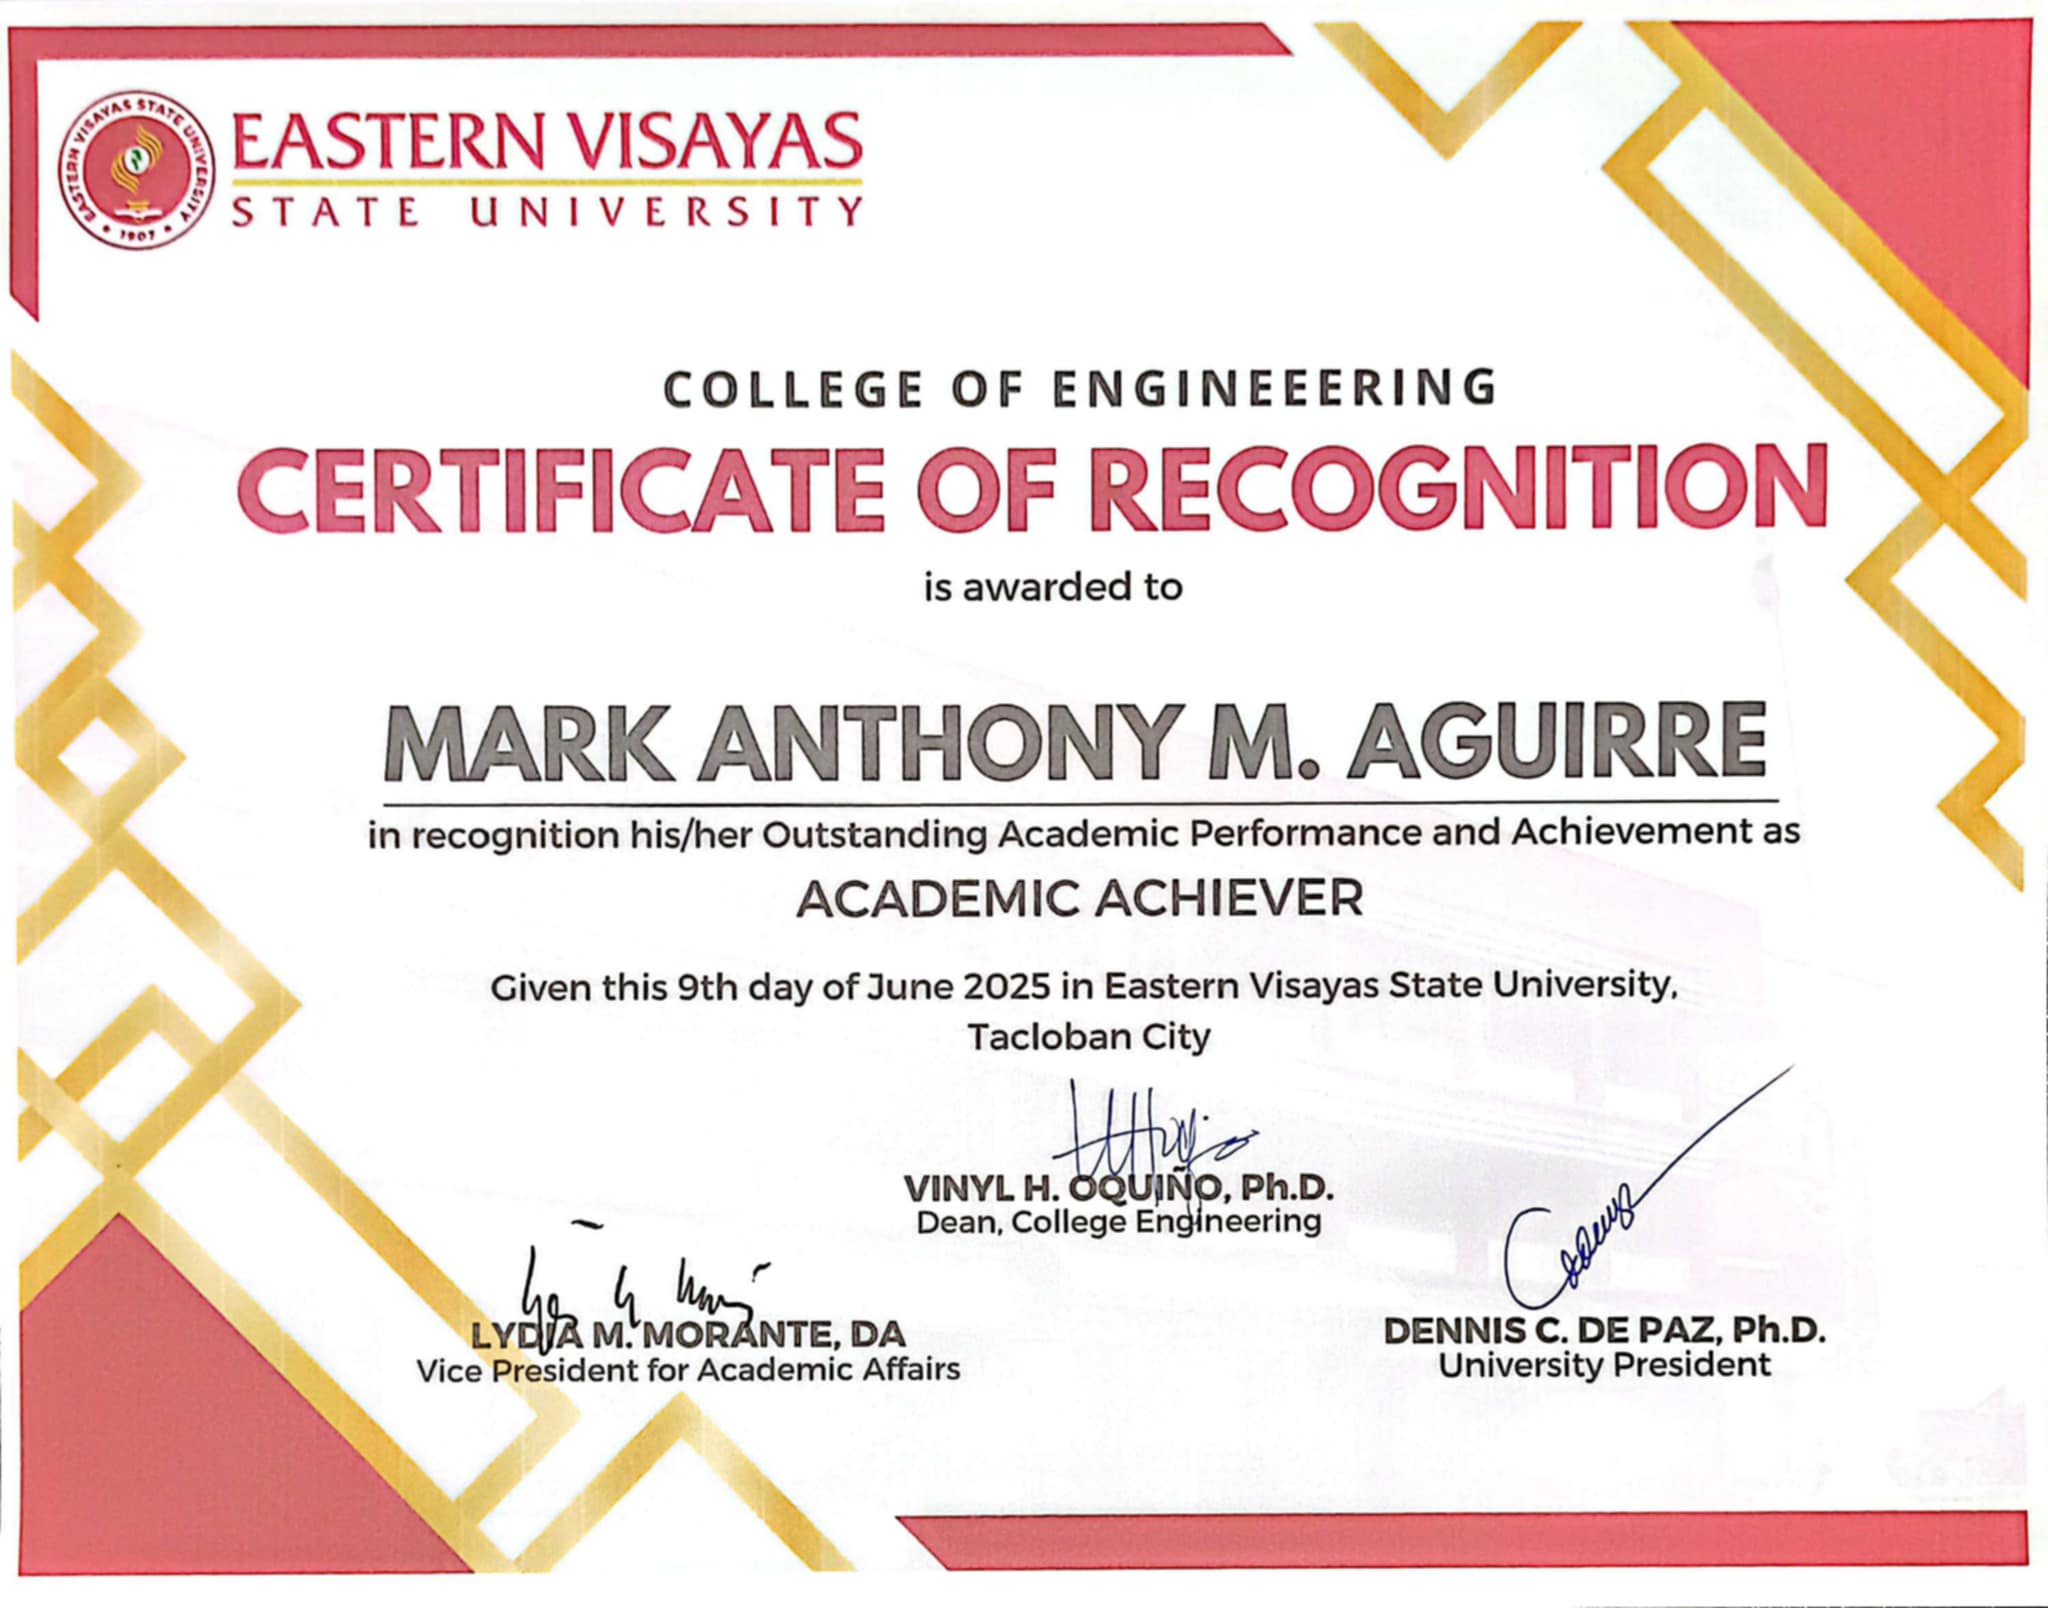 EASTERN VISAYAS STATE UNIVERSITY
• 1907 •
EASTERN VISAYAS
STATE UNIVERSITY
COLLEGE OF ENGINEEERING
CERTIFICATE OF RECOGNITION
is awarded to
MARK ANTHONY M. AGUIRRE
in recognition his/her Outstanding Academic Performance and Achievement as
ACADEMIC ACHIEVER
Given this 9th day of June 2025 in Eastern Visayas State University,
Tacloban City
VINYL H. OQUIÑO, Ph.D.
Dean, College Engineering
LYDIA M. MORANTE, DA
Vice President for Academic Affairs
DENNIS C. DE PAZ, Ph.D.
University President